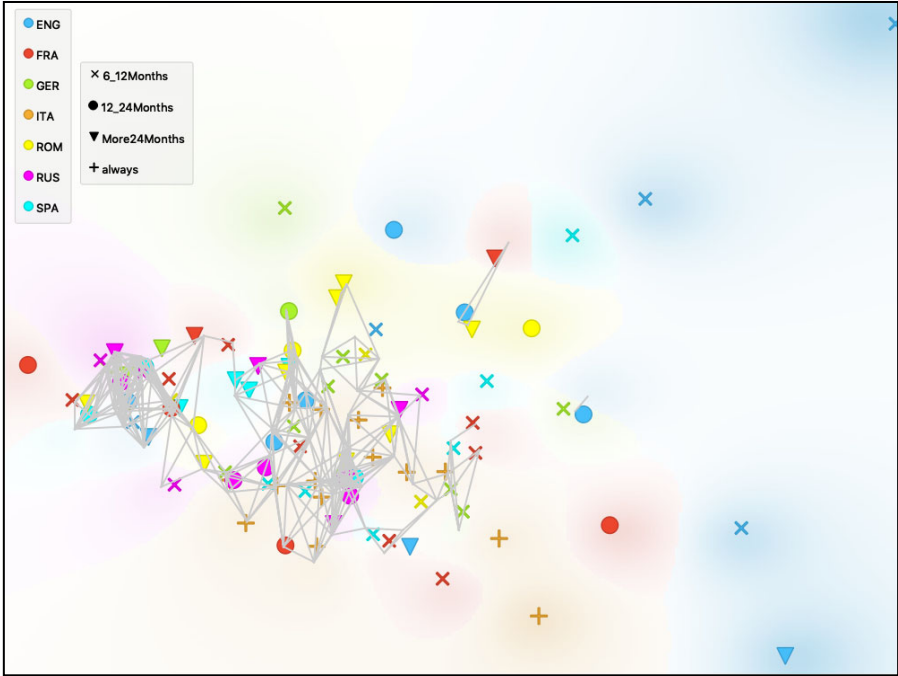 ENG
FRA
GER
ITA
ROM
RUS
SPA
6_12Months
12_24Months
More24Months
always